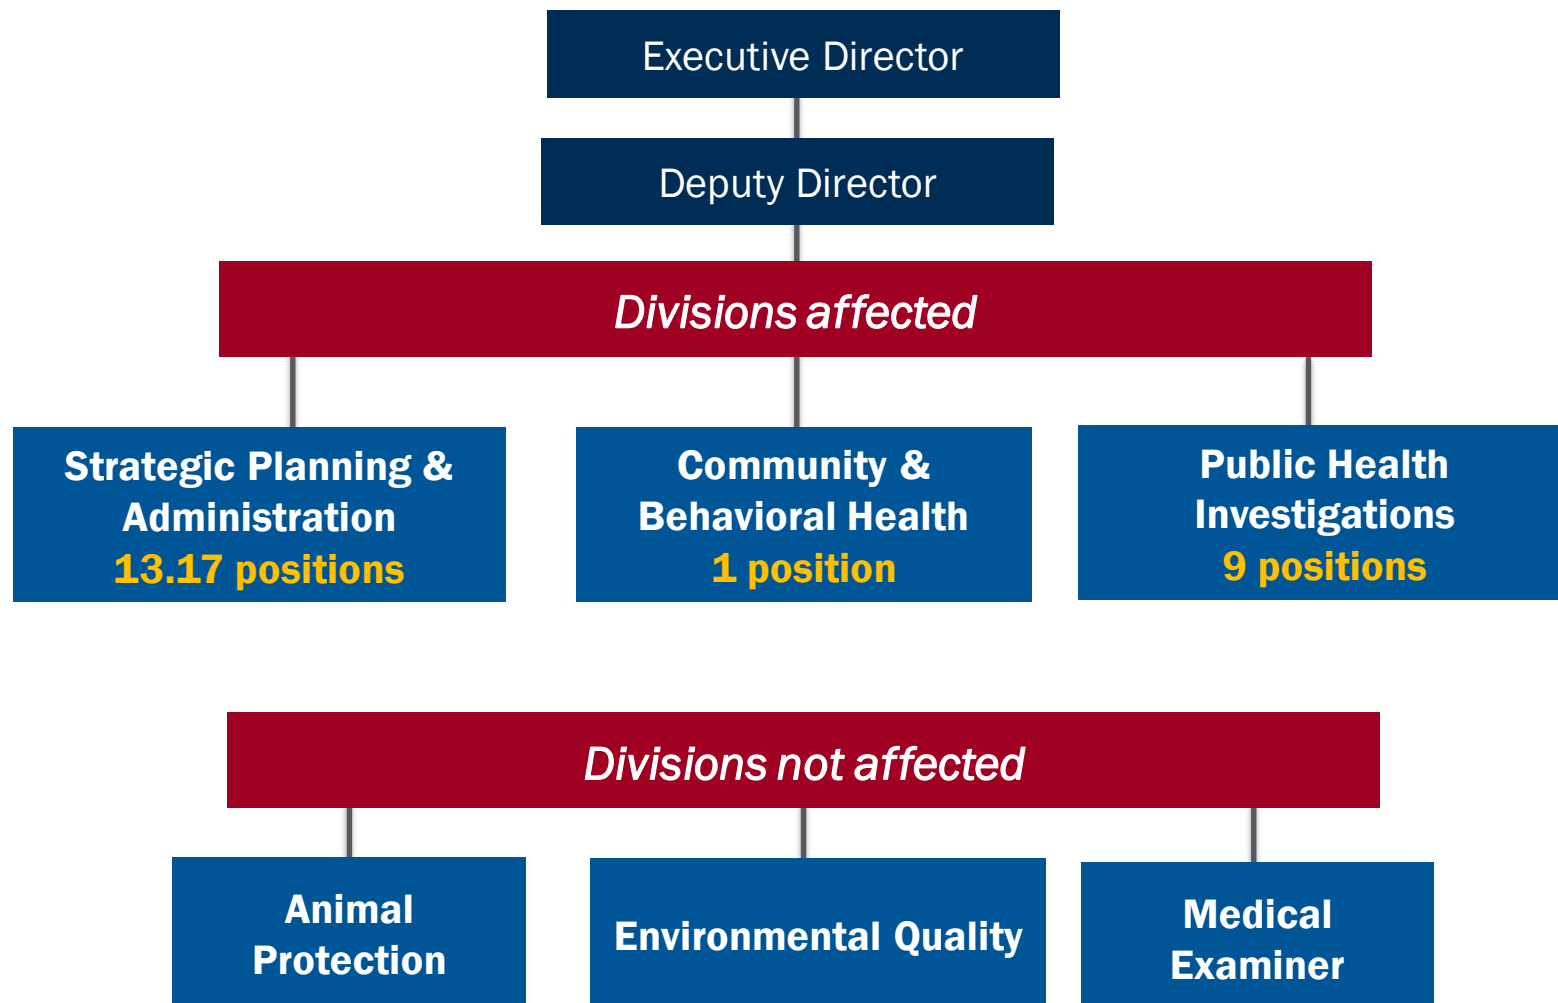 Executive Director
Deputy Director
Divisions affected
Strategic Planning &
Administration
13.17 positions
Community &
Behavioral Health
1 position
Public Health
Investigations
9 positions
Divisions not affected
Animal
Protection
Environmental Quality
Medical
Examiner